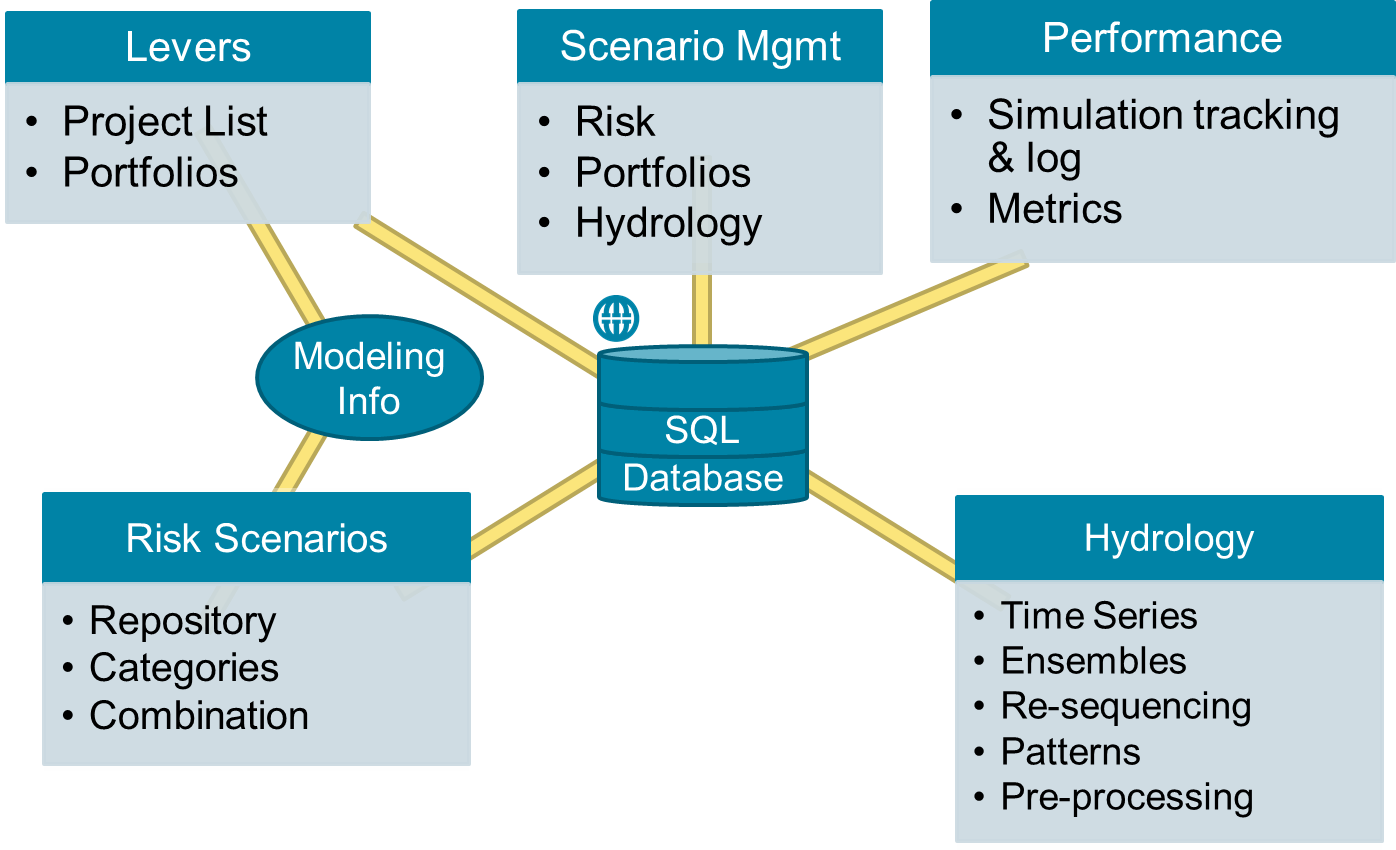 Levers
• Project List
• Portfolios
Scenario Mgmt
• Risk
• Portfolios
• Hydrology
Performance
• Simulation tracking
& log
• Metrics
Modeling
Info
SQL
Database
Risk Scenarios
• Repository
• Categories
• Combination
Hydrology
• Time Series
• Ensembles
• Re-sequencing
• Patterns
• Pre-processing